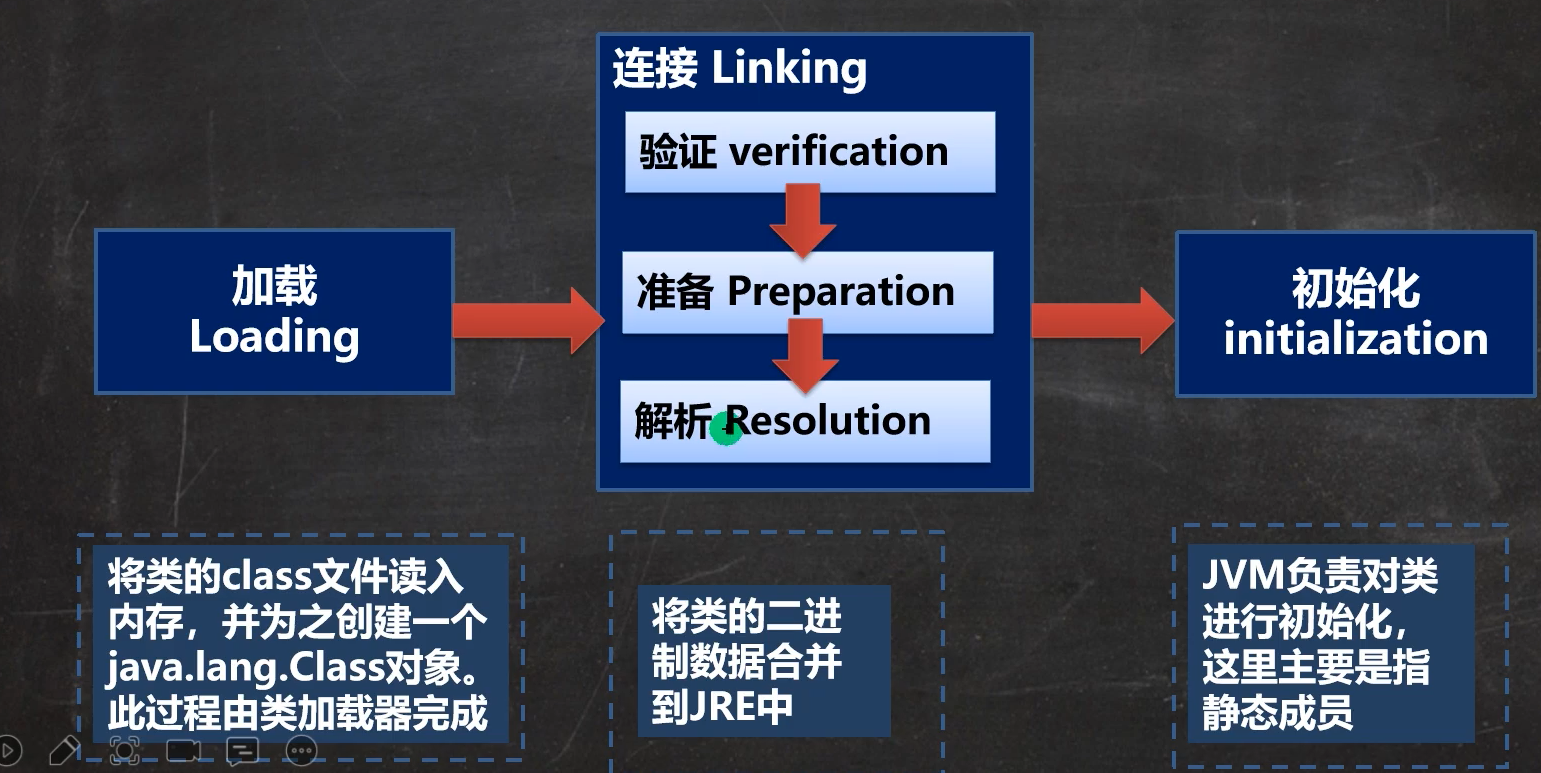 连接 Linking
验证 verification
准备 Preparation
解析 Resolution
加载
Loading
初始化
initialization
将类的class文件读入
内存，并为之创建一个
java.lang.Class对象。
此过程由类加载器完成
将类的二进
制数据合并
到JRE中
JVM负责对类
进行初始化，
这里主要是指
静态成员